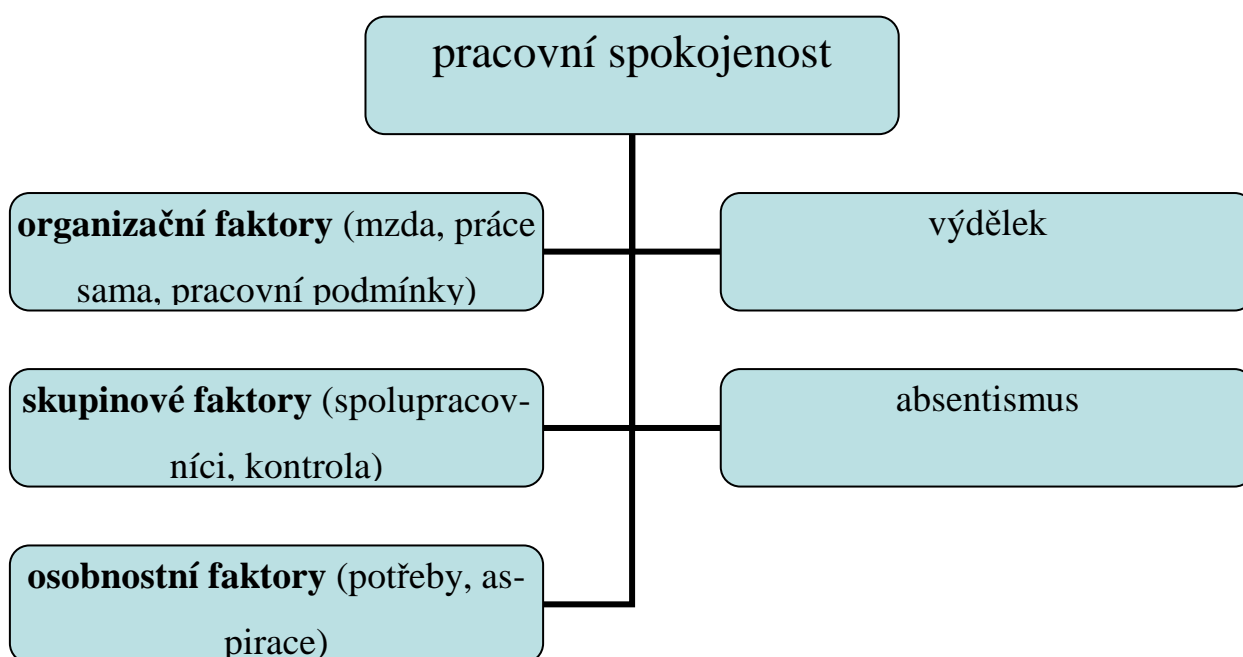 pracovní spokojenost
organizační faktory (mzda, práce
sama, pracovní podmínky)
výdělek
skupinové faktory (spolupracov-
níci, kontrola)
absentismus
osobnostní faktory (potřeby, as-
pirace)